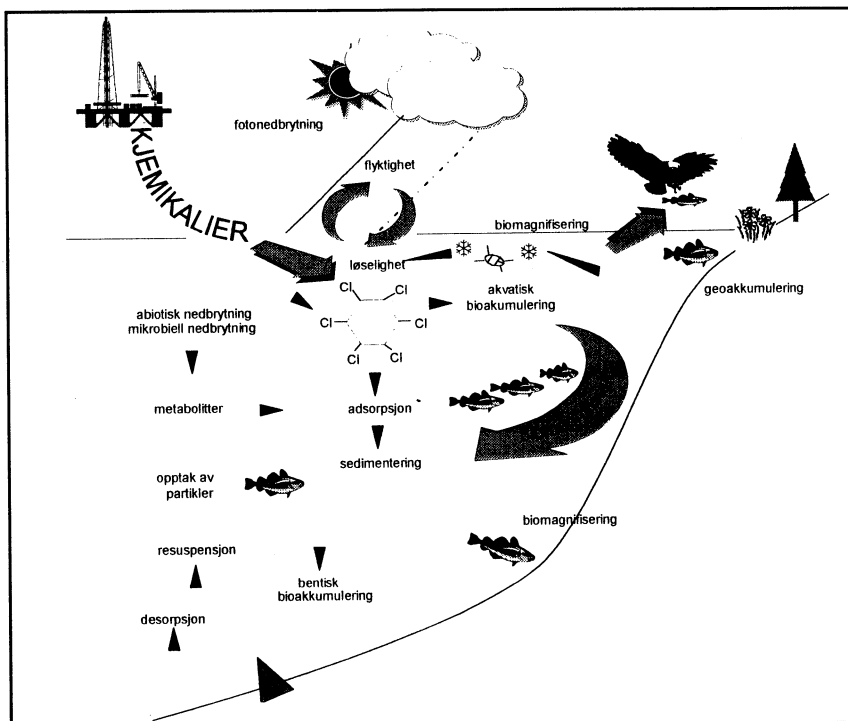 fotonedbrytning
KJEMIKALIER
flyktighet
biomagnifisering
løselighet
geoakkumulering
akvatisk
bioakumulering
Cl Cl
abiotisk nedbrytning
mikrobiell nedbrytning
Cl Cl
Cl Cl
metabolitter
adsorpsjon
sedimentering
opptak av
partikler
biomagnifisering
resuspensjon
bentisk
bioakkumulering
desorpsjon